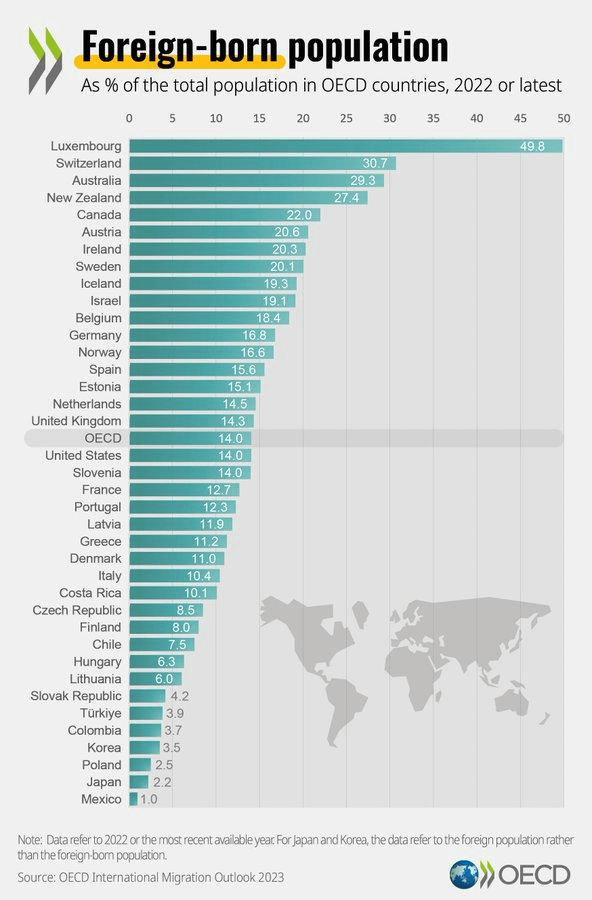 Foreign-born population
As % of the total population in OECD countries, 2022 or latest
0 5 10 15 20 25 30 35 40 45 50
Luxembourg 49.8
Switzerland 30.7
Australia 29.3
New Zealand 27.4
Canada 22.0
Austria 20.6
Ireland 20.3
Sweden 20.1
Iceland 19.3
Israel 19.1
Belgium 18.4
Germany 16.8
Norway 16.6
Spain 15.6
Estonia 15.1
Netherlands 14.5
United Kingdom 14.3
OECD 14.0
United States 14.0
Slovenia 14.0
France 12.7
Portugal 12.3
Latvia 11.9
Greece 11.2
Denmark 11.0
Italy 10.4
Costa Rica 10.1
Czech Republic 8.5
Finland 8.0
Chile 7.5
Hungary 6.3
Lithuania 6.0
Slovak Republic 4.2
Türkiye 3.9
Colombia 3.7
Korea 3.5
Poland 2.5
Japan 2.2
Mexico 1.0
Note: Data refer to 2022 or the most recent available year. For Japan and Korea, the data refer to the foreign population rather
than the foreign-born population.
Source: OECD International Migration Outlook 2023
OECD